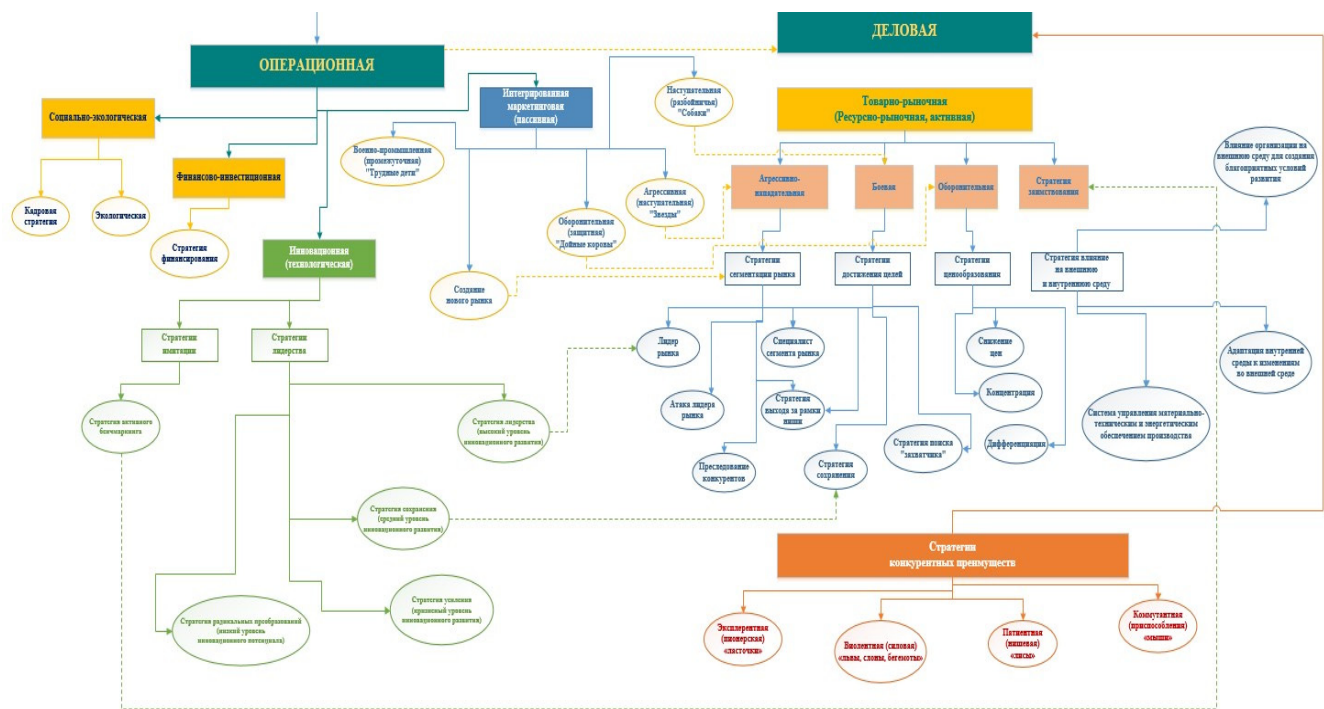 ДЕЛОВАЯ
ОПЕРАЦИОННАЯ
Социально-экологическая
Финансово-инвестиционная
Кадровая
стратегия
Экологическая
Стратегия
финансирования
Инновационная
(технологическая)
Интегрированная
маркетинговая
(пассивная)
Военно-промышленная
(промежуточная)
"Трудные дети"
Наступательная
(разбойничья)
"Собаки"
Агрессивная
(наступательная)
"Звезды"
Оборонительная
(защитная)
"Дойные коровы"
Создание
нового рынка
Товарно-рыночная
(Ресурсно-рыночная, активная)
Агрессивно-
нападательная
Боевая
Оборонительная
Стратегия
заимствования
Влияние организации на
внешнюю среду для создания
благоприятных условий
развития
Стратегии
сегментации рынка
Стратегии
достижения целей
Стратегии
ценообразования
Стратегия влияние
на внешнюю
и внутреннюю среду
Стратегии
имитации
Стратегии
лидерства
Лидер
рынка
Специалист
сегмента рынка
Снижение
цен
Адаптация внутренней
среды к изменениям
во внешней среде
Атака лидера
рынка
Стратегия
выхода за рамки
ниши
Концентрация
Система управления материально-
техническим и энергетическим
обеспечением производства
Стратегия активного
бенчмаркинга
Стратегия лидерства
(высокий уровень
инновационного развития)
Преследование
конкурентов
Стратегия
сохранения
Стратегия поиска
"захватчика"
Дифференциация
Стратегия сохранения
(средний уровень
инновационного развития)
Стратегия радикальных преобразований
(низкий уровень
инновационного потенциала)
Стратегия усиления
инновационного развития)
Стратегии
конкурентных преимуществ
Эксплерентная
(пионерская)
«ласточки»
Виолентная (силовая)
«львы, слоны, бегемоты»
Патиентная
(нишевая)
«лисы»
Коммутантная
(приспособления)
«мыши»